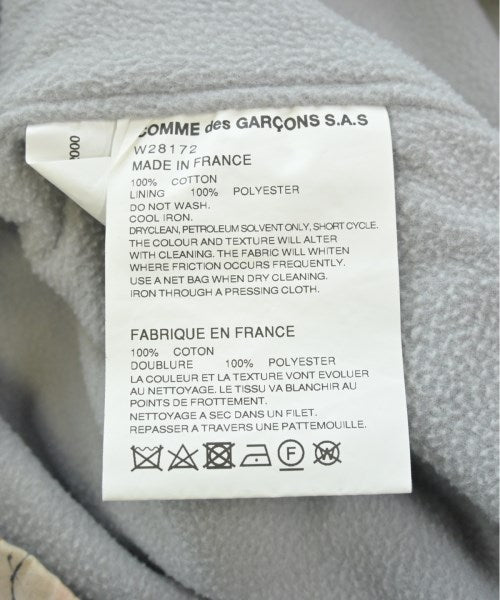 COMME des GARÇONS S.A.S
W28172
MADE IN FRANCE
100% COTTON
LINING 100% POLYESTER
DO NOT WASH.
COOL IRON.
DRYCLEAN, PETROLEUM SOLVENT ONLY, SHORT CYCLE.
THE COLOUR AND TEXTURE WILL ALTER
WITH CLEANING. THE FABRIC WILL WHITEN
WHERE FRICTION OCCURS FREQUENTLY.
USE A NET BAG WHEN DRY CLEANING.
IRON THROUGH A PRESSING CLOTH.
FABRIQUE EN FRANCE
100% COTON
DOUBLURE 100% POLYESTER
LA COULEUR ET LA TEXTURE VONT EVOLUER
AU NETTOYAGE. LE TISSU VA BLANCHIR AU
POINTS DE FROTTEMENT.
NETTOYAGE A SEC DANS UN FILET.
REPASSER A TRAVERS UNE PATTEMOUILLE.
F W